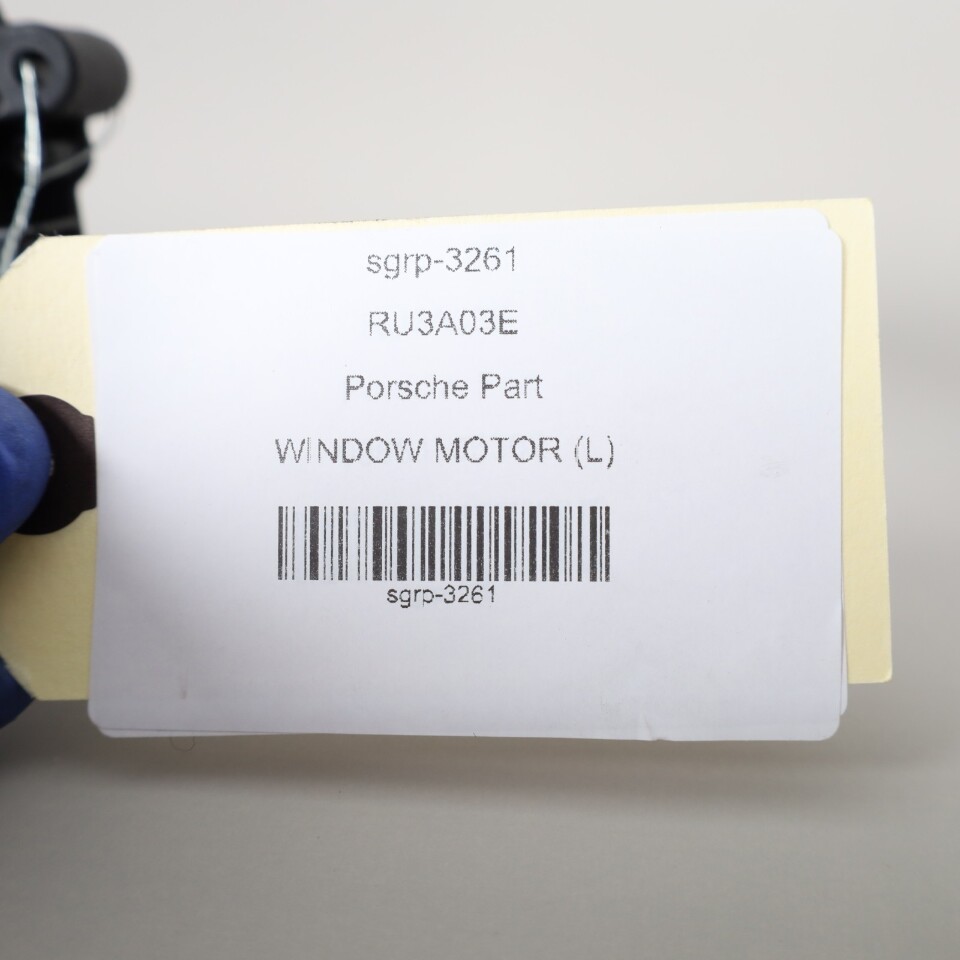 sgrp-3261
RU3A03E
Porsche Part
WINDOW MOTOR (L)
sgrp-3261